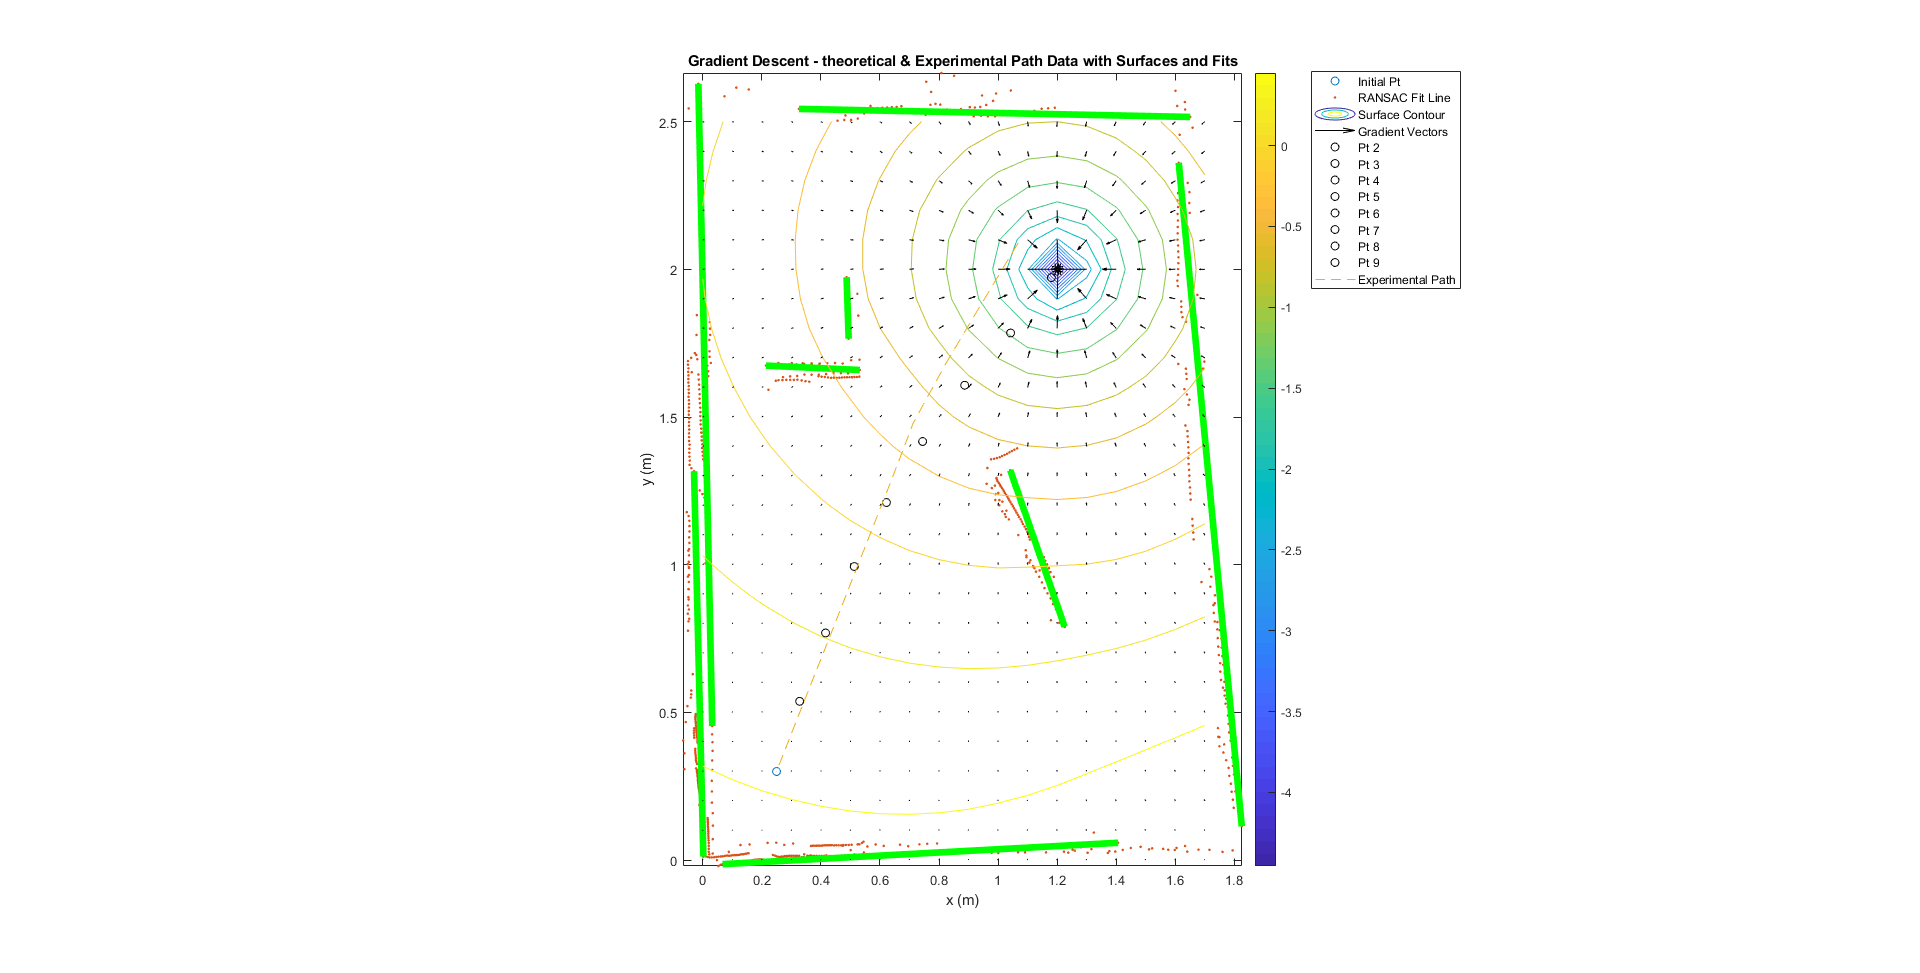 Gradient Descent - theoretical & Experimental Path Data with Surfaces and Fits
Initial Pt
RANSAC Fit Line
Surface Contour
Gradient Vectors
Pt 2
Pt 3
Pt 4
Pt 5
Pt 6
Pt 7
Pt 8
Pt 9
Experimental Path
2.5
2
1.5
1
0.5
0
y (m)
0
0.2
0.4
0.6
0.8
1
1.2
1.4
1.6
1.8
x (m)
0
-0.5
-1
-1.5
-2
-2.5
-3
-3.5
-4